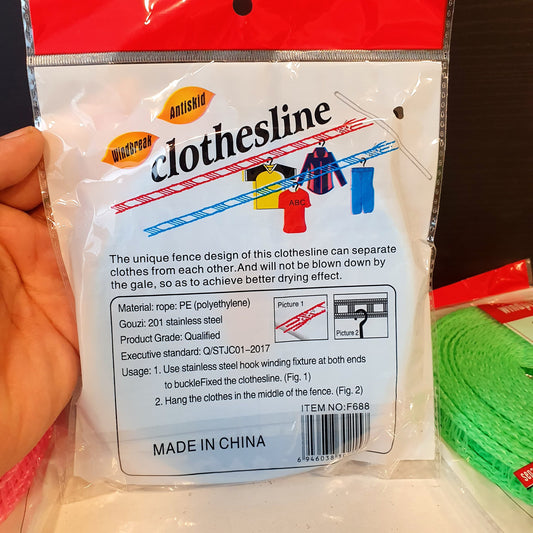 Windbreak
Antiskid
clothesline
ABC
The unique fence design of this clothesline can separate
clothes from each other.And will not be blown down by
the gale, so as to achieve better drying effect.
Material: rope: PE (polyethylene)
Gouzi: 201 stainless steel
Product Grade: Qualified
Executive standard: Q/STJC01-2017
Usage: 1. Use stainless steel hook winding fixture at both ends
to buckleFixed the clothesline. (Fig. 1)
2. Hang the clothes in the middle of the fence. (Fig. 2)
Picture 1
Picture 2
ITEM NO:F688
MADE IN CHINA